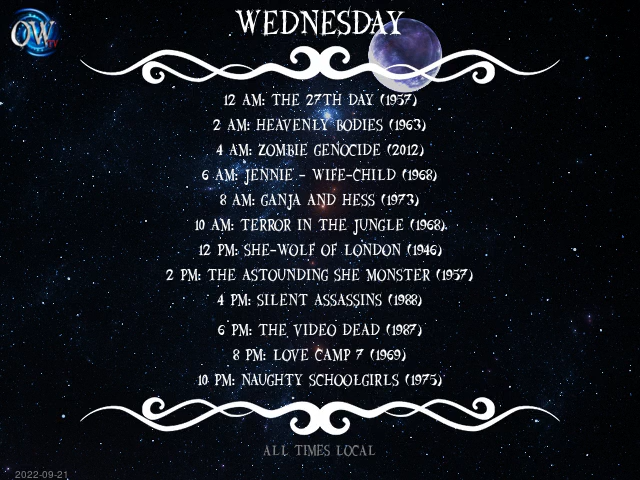 OW
TV
WEDNESDAY
12 AM: THE 27TH DAY (1957)
2 AM: HEAVENLY BODIES (1963)
4 AM: ZOMBIE GENOCIDE (2012)
6 AM: JENNIE - WIFE-CHILD (1968)
8 AM: GANJA AND HESS (1973)
10 AM: TERROR IN THE JUNGLE (1968)
12 PM: SHE-WOLF OF LONDON (1946)
2 PM: THE ASTOUNDING SHE MONSTER (1957)
4 PM: SILENT ASSASSINS (1988)
6 PM: THE VIDEO DEAD (1987)
8 PM: LOVE CAMP 7 (1969)
10 PM: NAUGHTY SCHOOLGIRLS (1975)
ALL TIMES LOCAL
2022-09-21